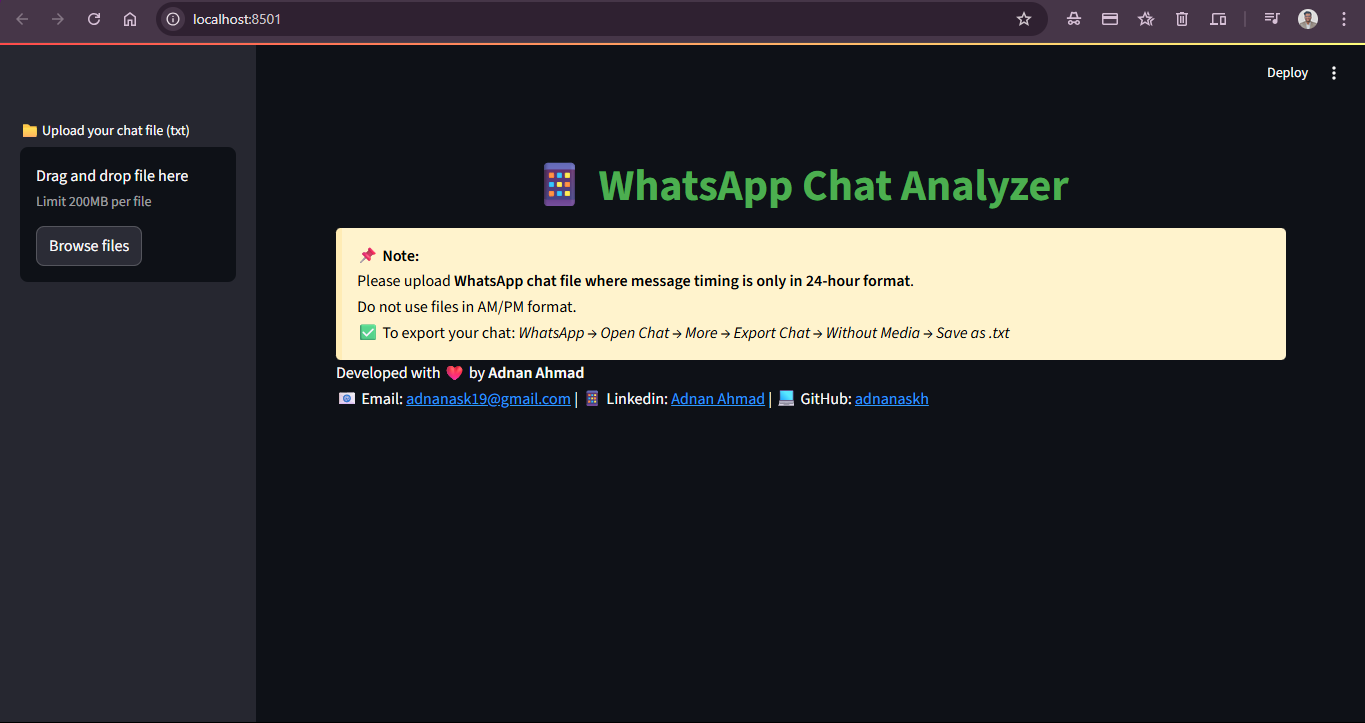 localhost:8501
Deploy
📁 Upload your chat file (txt)
Drag and drop file here
Limit 200MB per file
Browse files
📱 WhatsApp Chat Analyzer
📌 Note:
Please upload WhatsApp chat file where message timing is only in 24-hour format.
Do not use files in AM/PM format.
✅ To export your chat: WhatsApp → Open Chat → More → Export Chat → Without Media → Save as .txt
Developed with ❤️ by Adnan Ahmad
📧 Email: adnanask19@gmail.com | 📱 Linkedin: Adnan Ahmad | 💻 GitHub: adnanaskh